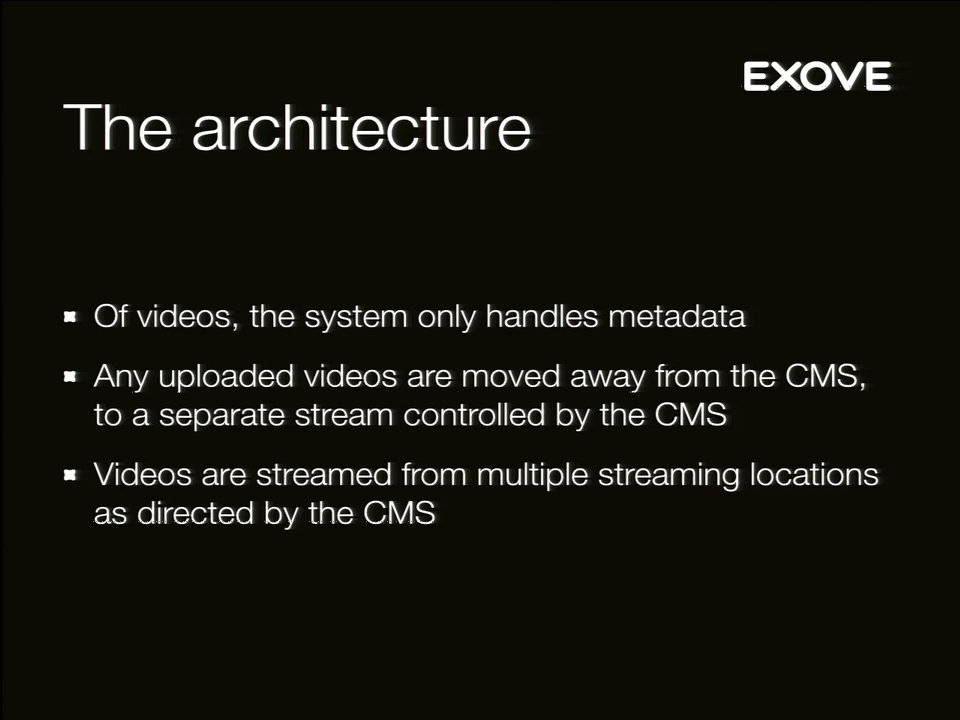 EXOVE
The architecture
Of videos, the system only handles metadata
Any uploaded videos are moved away from the CMS,
to a separate stream controlled by the CMS
Videos are streamed from multiple streaming locations
as directed by the CMS